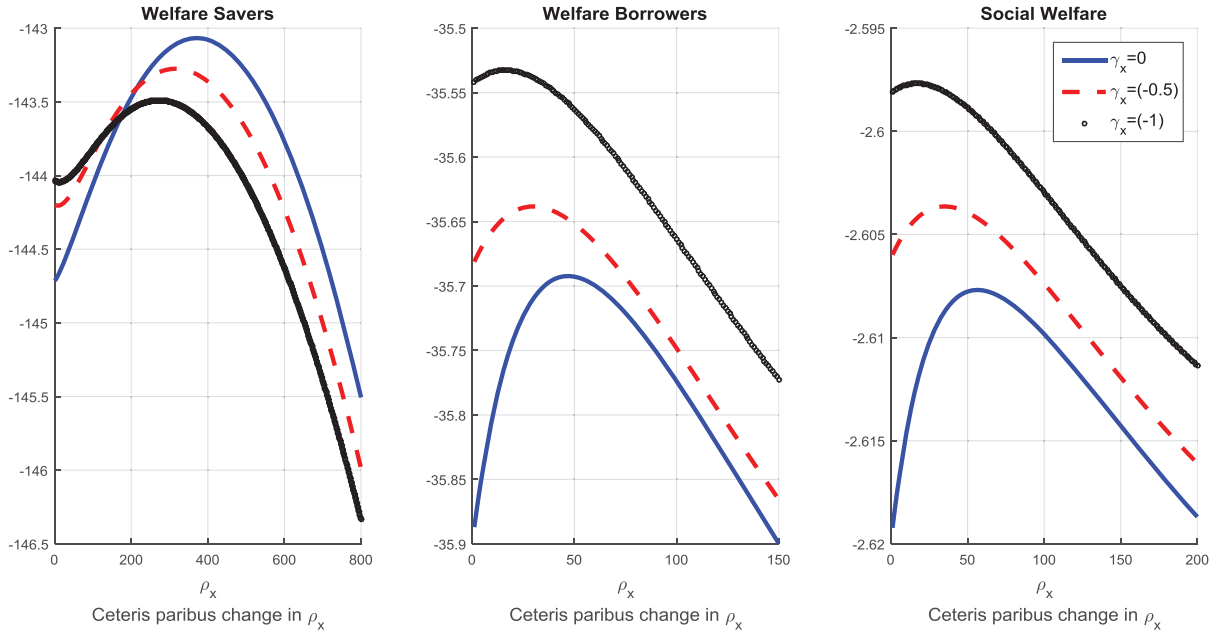 Welfare Savers
-143
-143.5
-144
-144.5
-145
-145.5
-146
-146.5
0 200 400 600 800
ρx
Ceteris paribus change in ρx
Welfare Borrowers
-35.5
-35.55
-35.6
-35.65
-35.7
-35.75
-35.8
-35.85
-35.9
0 50 100 150
ρx
Ceteris paribus change in ρx
Social Welfare
-2.595
-2.6
-2.605
-2.61
-2.615
-2.62
0 50 100 150 200
ρx
Ceteris paribus change in ρx
γx=0
γx=(-0.5)
γx=(-1)